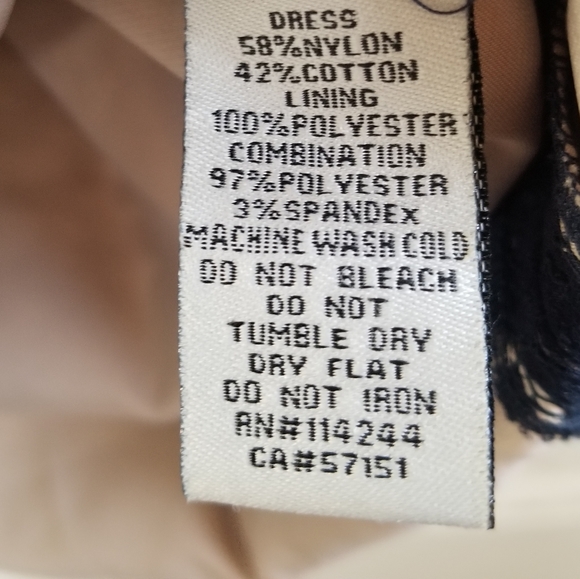 DRESS
58%NYLON
42%COTTON
LINING
100%POLYESTER
COMBINATION
97%POLYESTER
3%SPANDEX
MACHINE WASH COLD
DO NOT BLEACH
DO NOT
TUMBLE DRY
DRY FLAT
DO NOT IRON
RN#114244
CA#57151